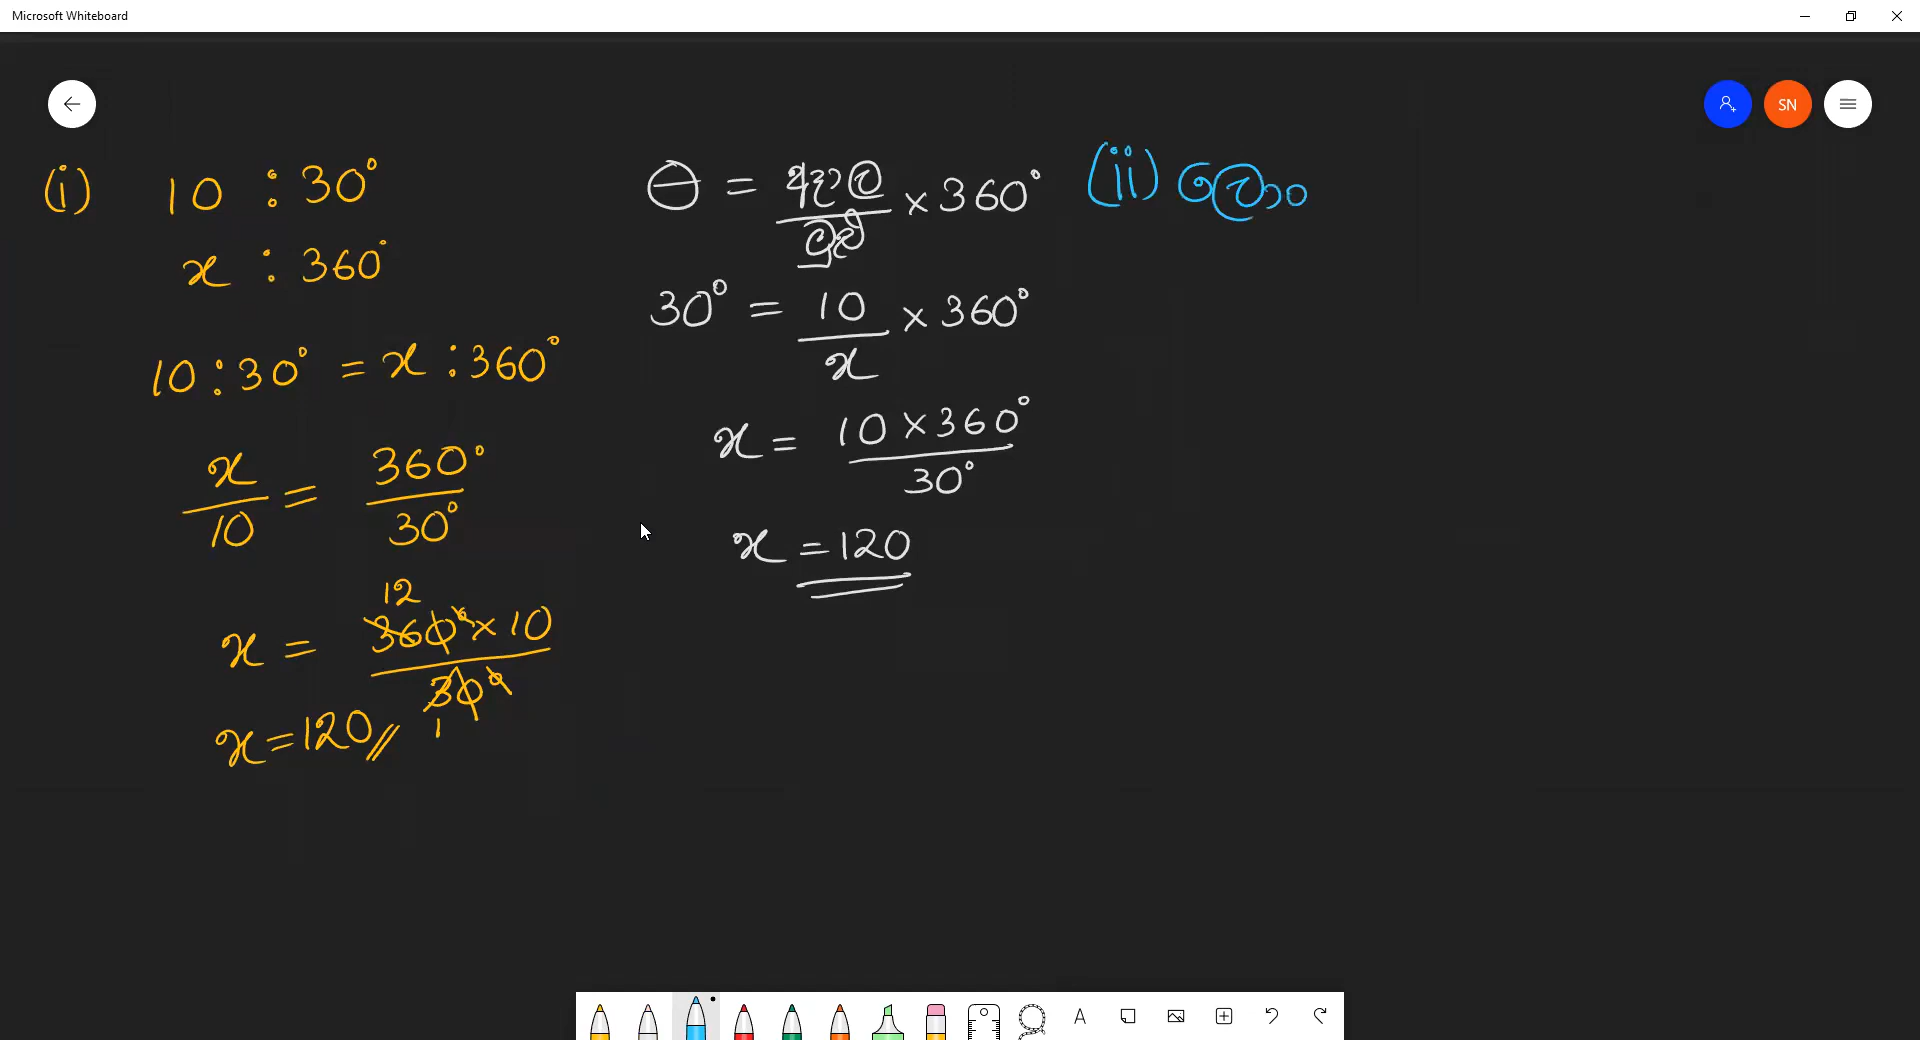 Microsoft Whiteboard
SN
(i) 10 : 30°
x : 360°
10 : 30° = x : 360°
x/10 = 360°/30°
12
x = 360° × 10 / 30°
1
x = 120 //
θ = / × 360°
30° = 10/x × 360°
x = 10 × 360° / 30°
x = 120
(ii)
A